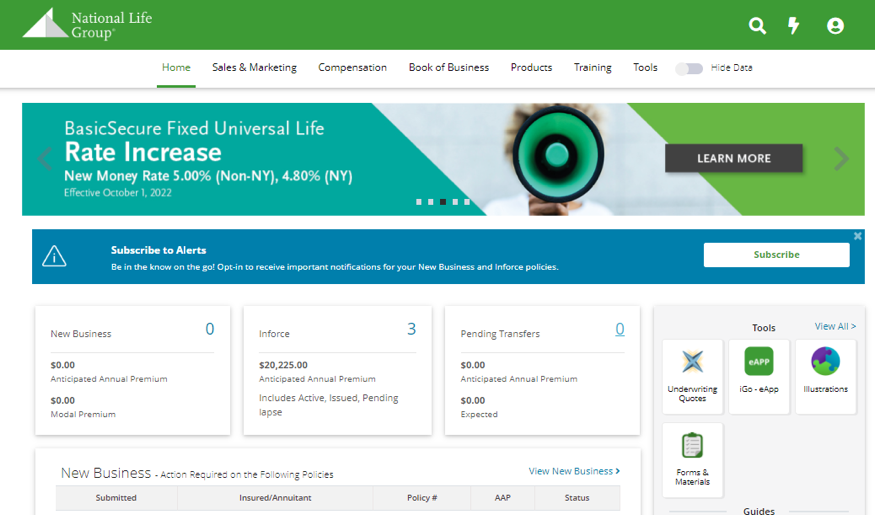 National Life
Group®
Home Sales & Marketing Compensation Book of Business Products Training Tools Hide Data
BasicSecure Fixed Universal Life
Rate Increase
New Money Rate 5.00% (Non-NY), 4.80% (NY)
Effective October 1, 2022
LEARN MORE
Subscribe to Alerts
Be in the know on the go! Opt-in to receive important notifications for your New Business and Inforce policies.
Subscribe
New Business 0
$0.00
Anticipated Annual Premium
$0.00
Modal Premium
Inforce 3
$20,225.00
Anticipated Annual Premium
Includes Active, Issued, Pending
lapse
Pending Transfers 0
$0.00
Anticipated Annual Premium
$0.00
Expected
Tools View All >
Underwriting
Quotes
eAPP
iGo - eApp
Illustrations
Forms &
Materials
Guides
New Business - Action Required on the Following Policies
View New Business >
Submitted Insured/Annuitant Policy # AAP Status